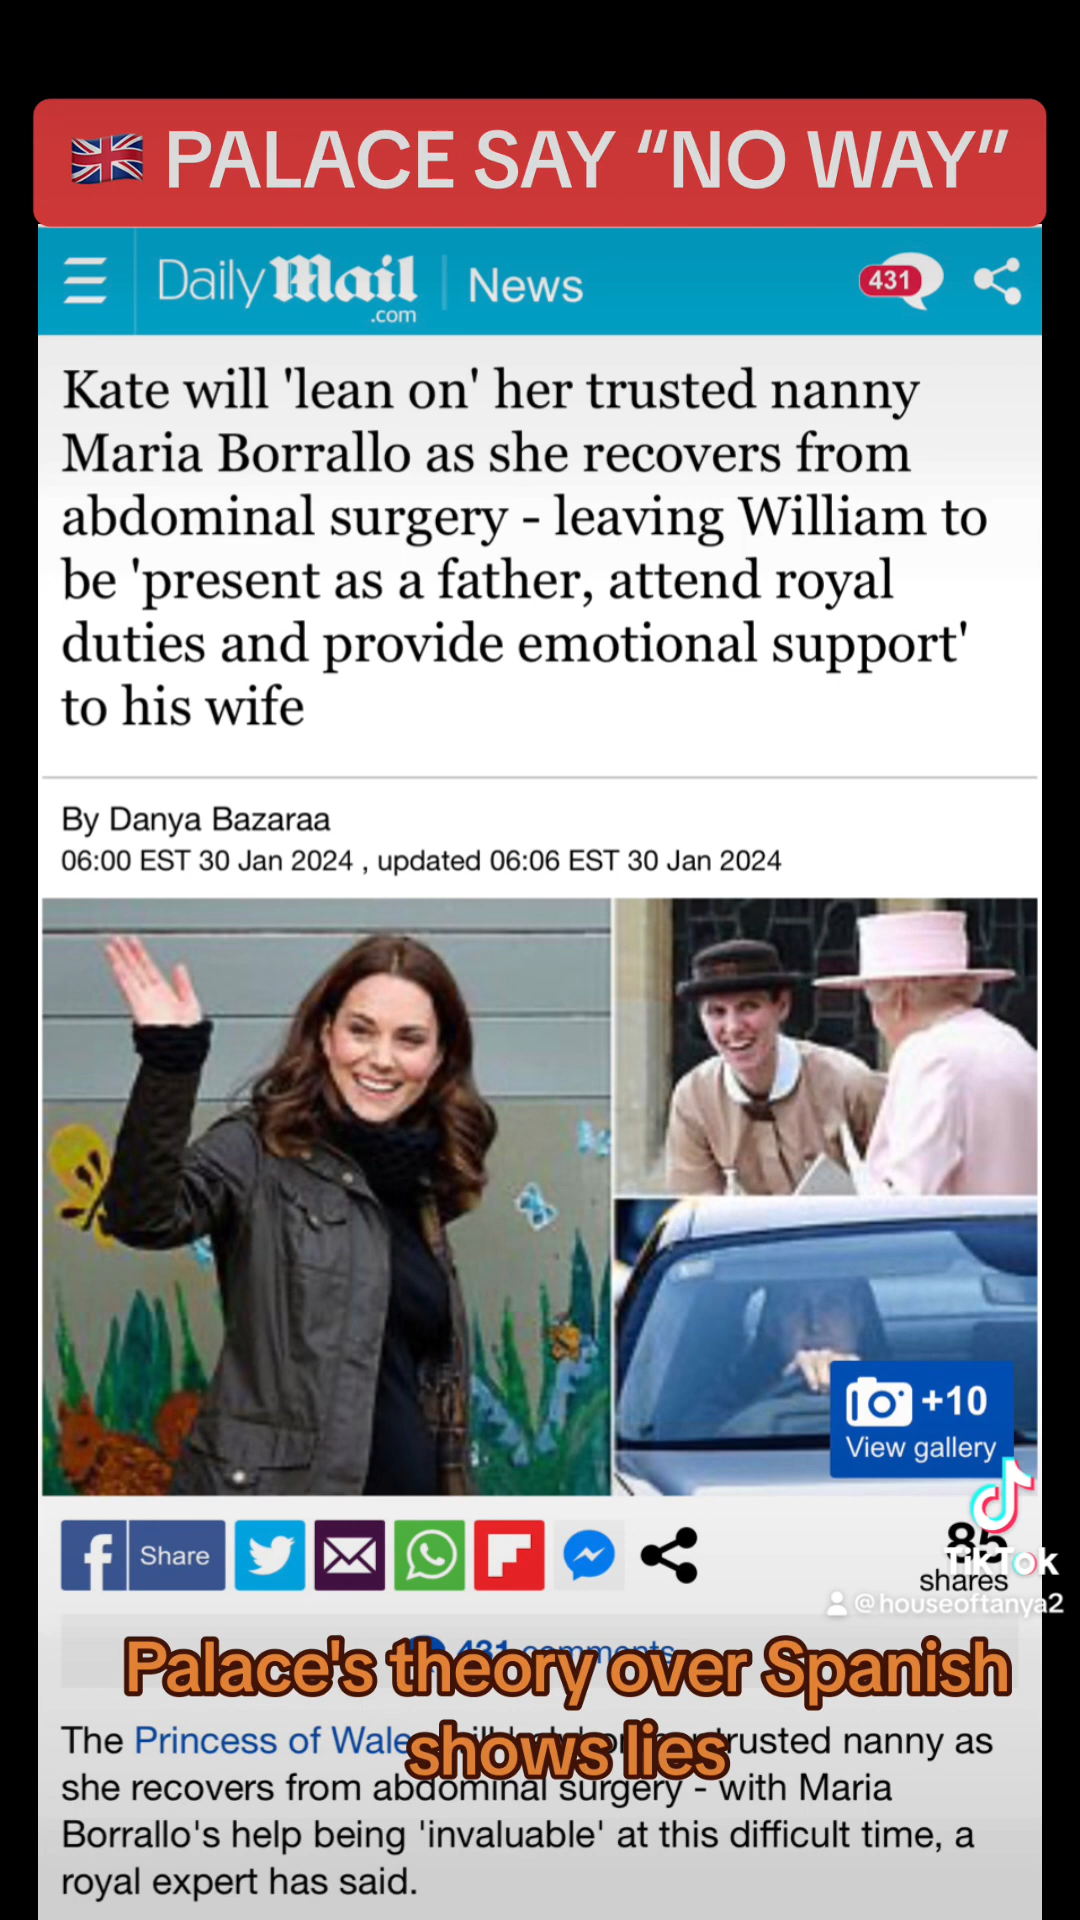 🇬🇧 PALACE SAY “NO WAY”
Daily Mail .com News 431
Kate will 'lean on' her trusted nanny
Maria Borrallo as she recovers from
abdominal surgery - leaving William to
be 'present as a father, attend royal
duties and provide emotional support'
to his wife
By Danya Bazaraa
06:00 EST 30 Jan 2024 , updated 06:06 EST 30 Jan 2024
+10
View gallery
Share
85
shares
TikTok
@houseoftanya2
431 comments
Palace's theory over Spanish
shows lies
The Princess of Wales trusted nanny as
she recovers from abdominal surgery - with Maria
Borrallo's help being 'invaluable' at this difficult time, a
royal expert has said.